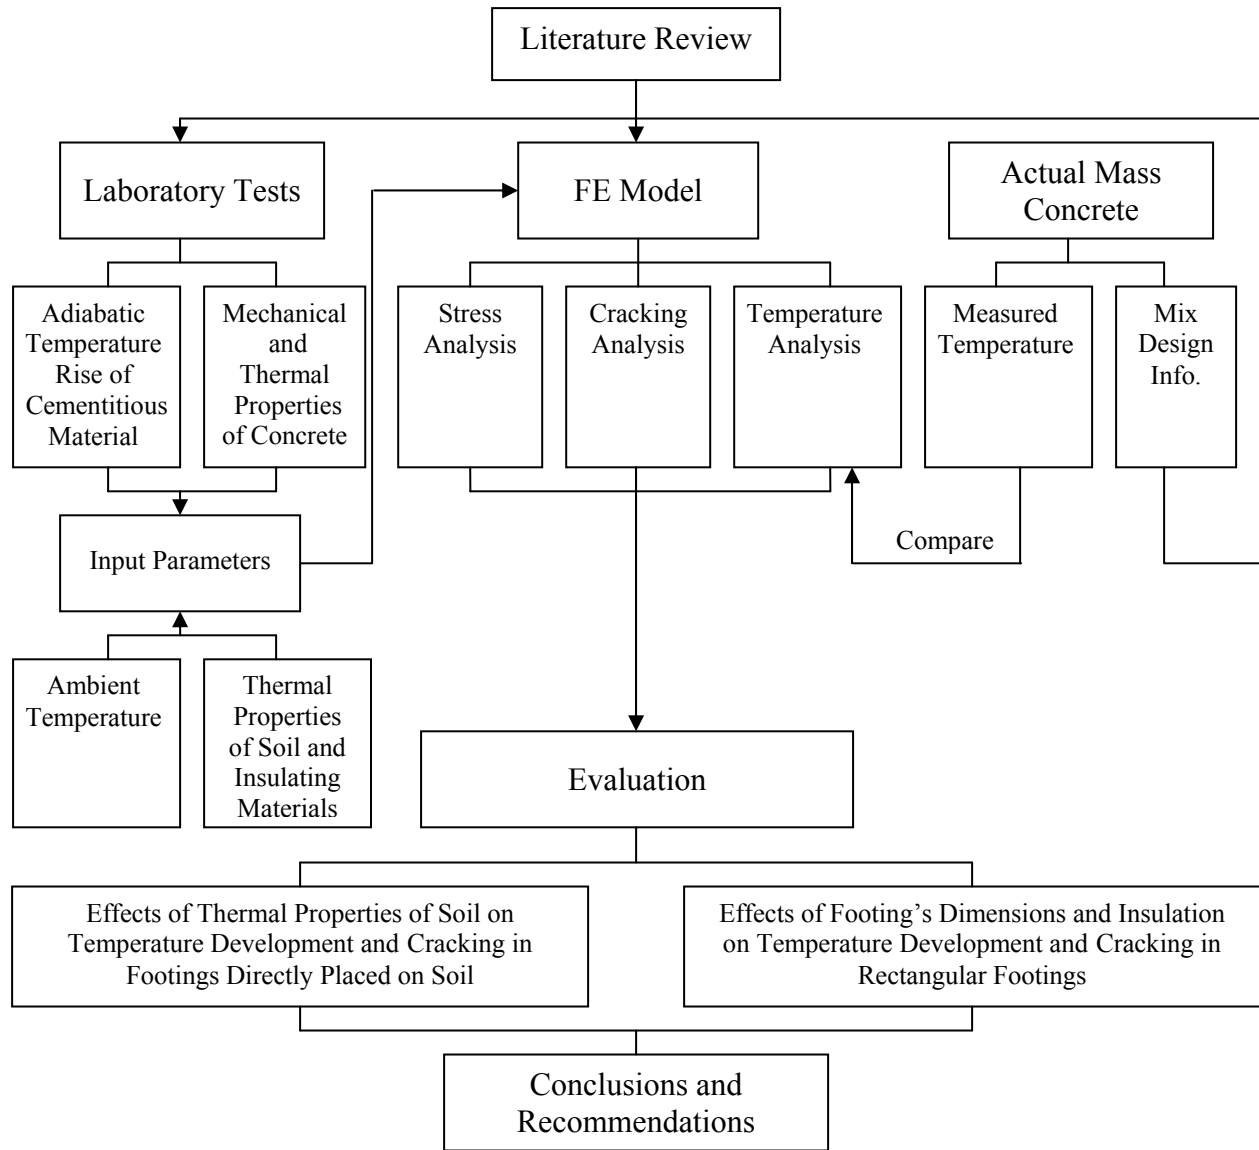 Literature Review
Laboratory Tests
FE Model
Actual Mass
Concrete
Adiabatic
Temperature
Rise of
Cementitious
Material
Mechanical
and
Thermal
Properties
of Concrete
Stress
Analysis
Cracking
Analysis
Temperature
Analysis
Measured
Temperature
Mix
Design
Info.
Compare
Input Parameters
Ambient
Temperature
Thermal
Properties
of Soil and
Insulating
Materials
Evaluation
Effects of Thermal Properties of Soil on
Temperature Development and Cracking in
Footings Directly Placed on Soil
Effects of Footing’s Dimensions and Insulation
on Temperature Development and Cracking in
Rectangular Footings
Conclusions and
Recommendations